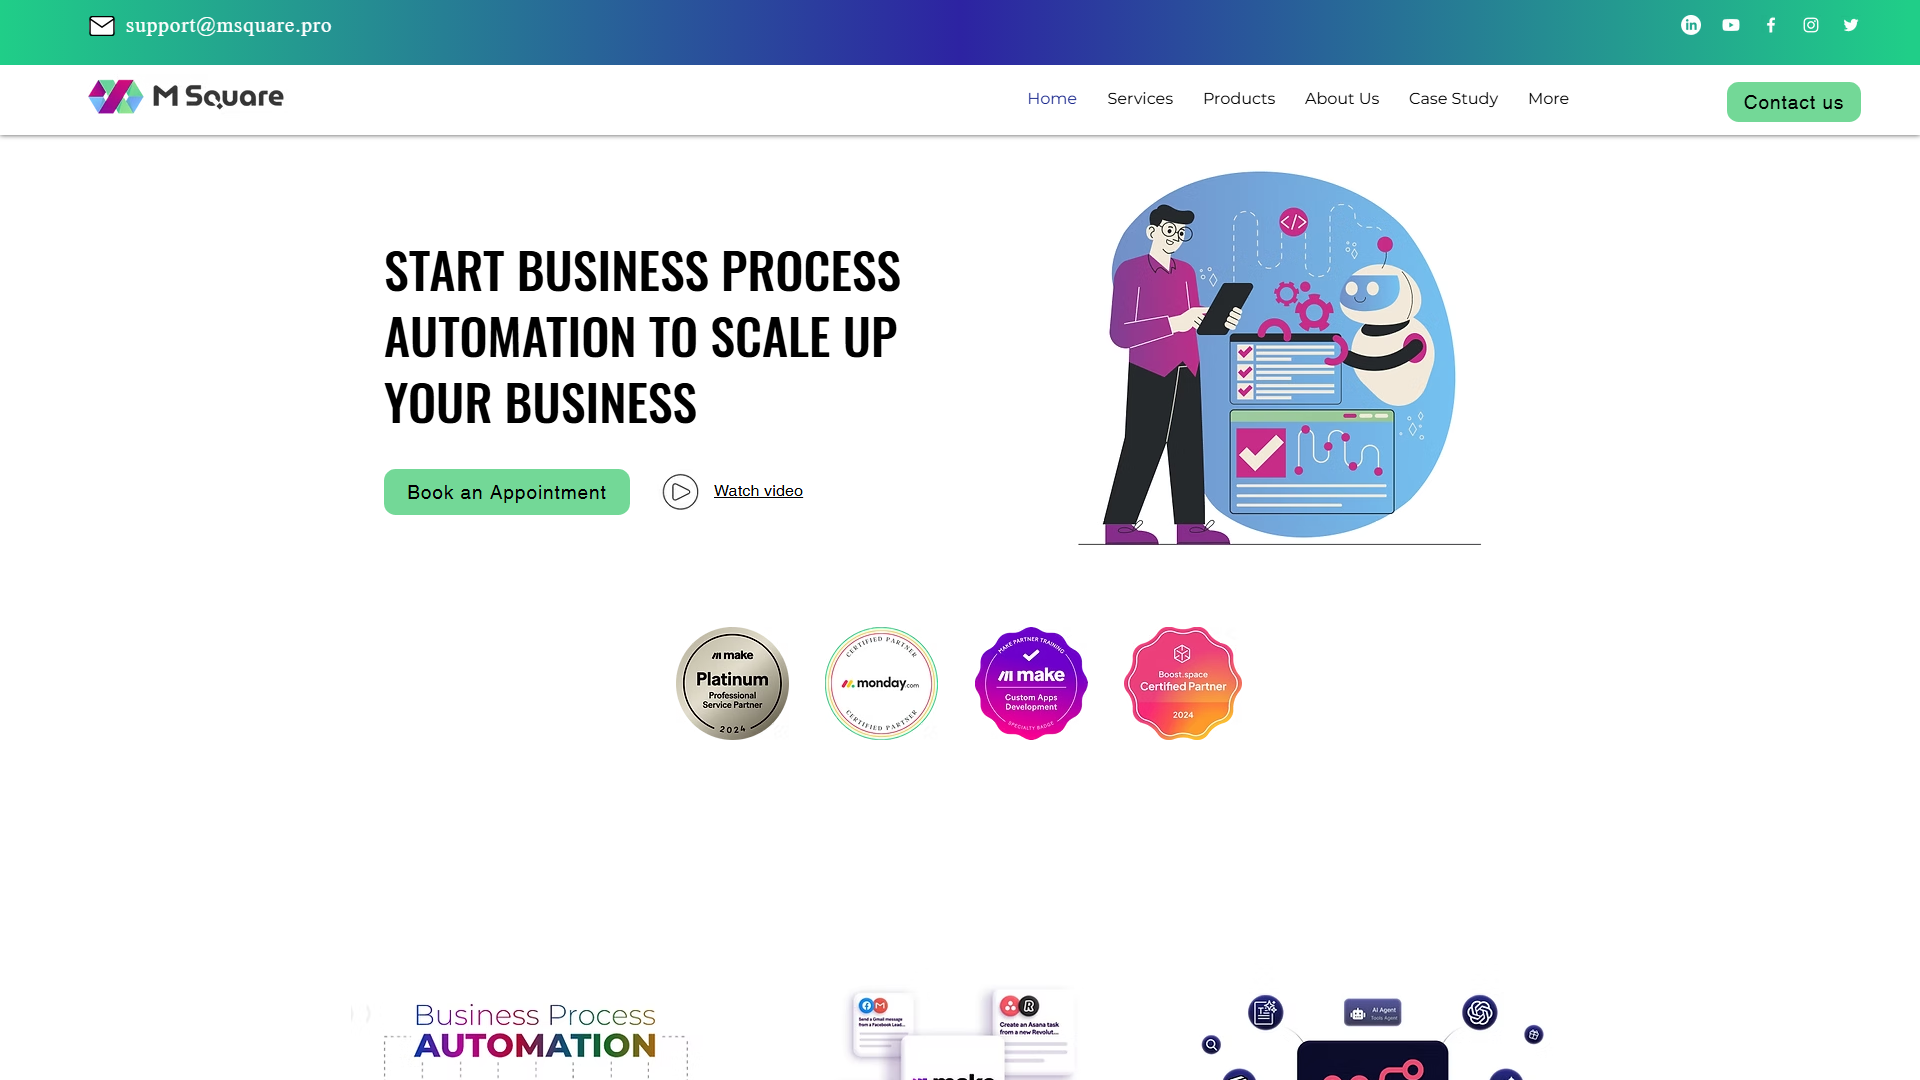 support@msquare.pro
M Square
Home
Services
Products
About Us
Case Study
More
Contact us
START BUSINESS PROCESS
AUTOMATION TO SCALE UP
YOUR BUSINESS
Book an Appointment
Watch video
make
Platinum
Professional
Service Partner
2024
CERTIFIED PARTNER
monday.com
CERTIFIED PARTNER
MAKE PARTNER TRAINING
make
Custom Apps
Development
SPECIALTY BADGE
Boost.space
Certified Partner
2024
Business Process
AUTOMATION
Send a Gmail message
from a Facebook Lead...
Create an Asana task
from a new Revolut...
make
AI Agent
Tools Agent